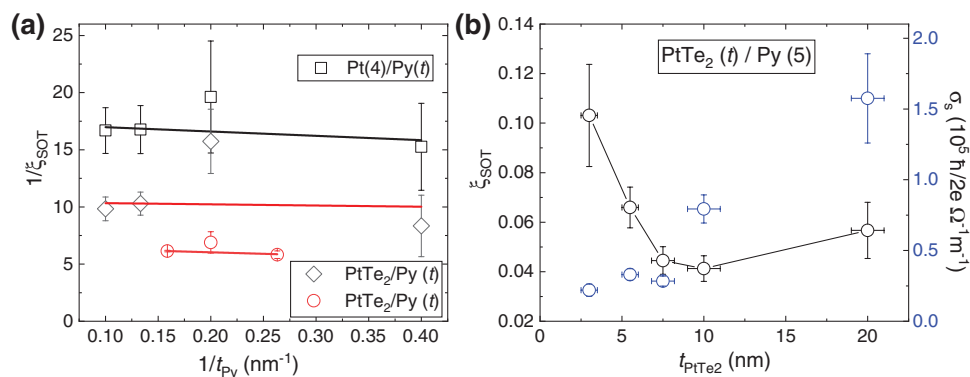 (a)
25
20
15
10
5
0
1/ξSOT
Pt(4)/Py(t)
PtTe2/Py (t)
PtTe2/Py (t)
0.10 0.15 0.20 0.25 0.30 0.35 0.40
1/tPy (nm-1)
(b)
0.14
0.12
0.10
0.08
0.06
0.04
0.02
ξSOT
PtTe2 (t) / Py (5)
2.0
1.5
1.0
0.5
0.0
σs (10^5 ħ/2e Ω-1m-1)
0 5 10 15 20
tPtTe2 (nm)